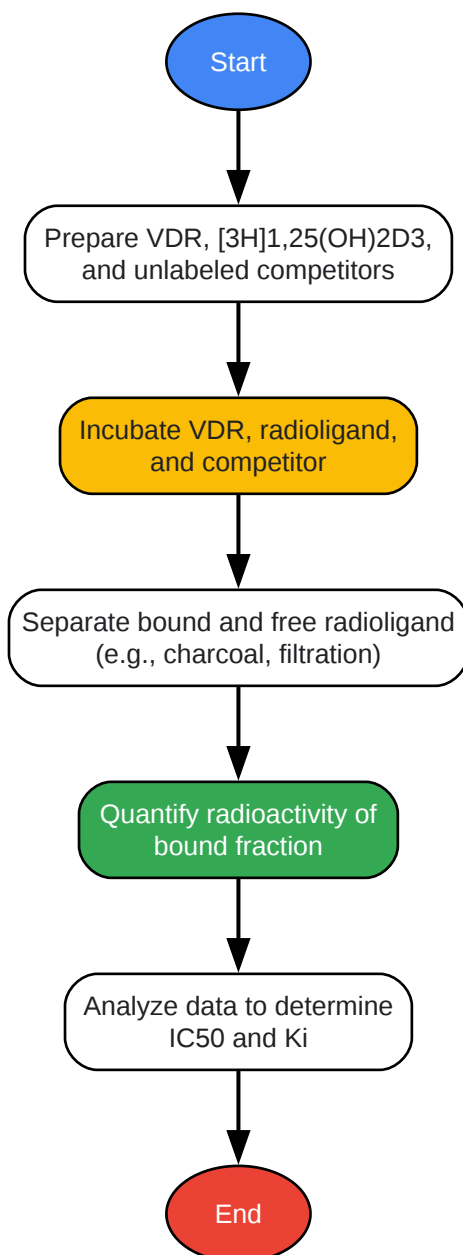 Start
Prepare VDR, [3H]1,25(OH)2D3,
and unlabeled competitors
Incubate VDR, radioligand,
and competitor
Separate bound and free radioligand
(e.g., charcoal, filtration)
Quantify radioactivity of
bound fraction
Analyze data to determine
IC50 and Ki
End